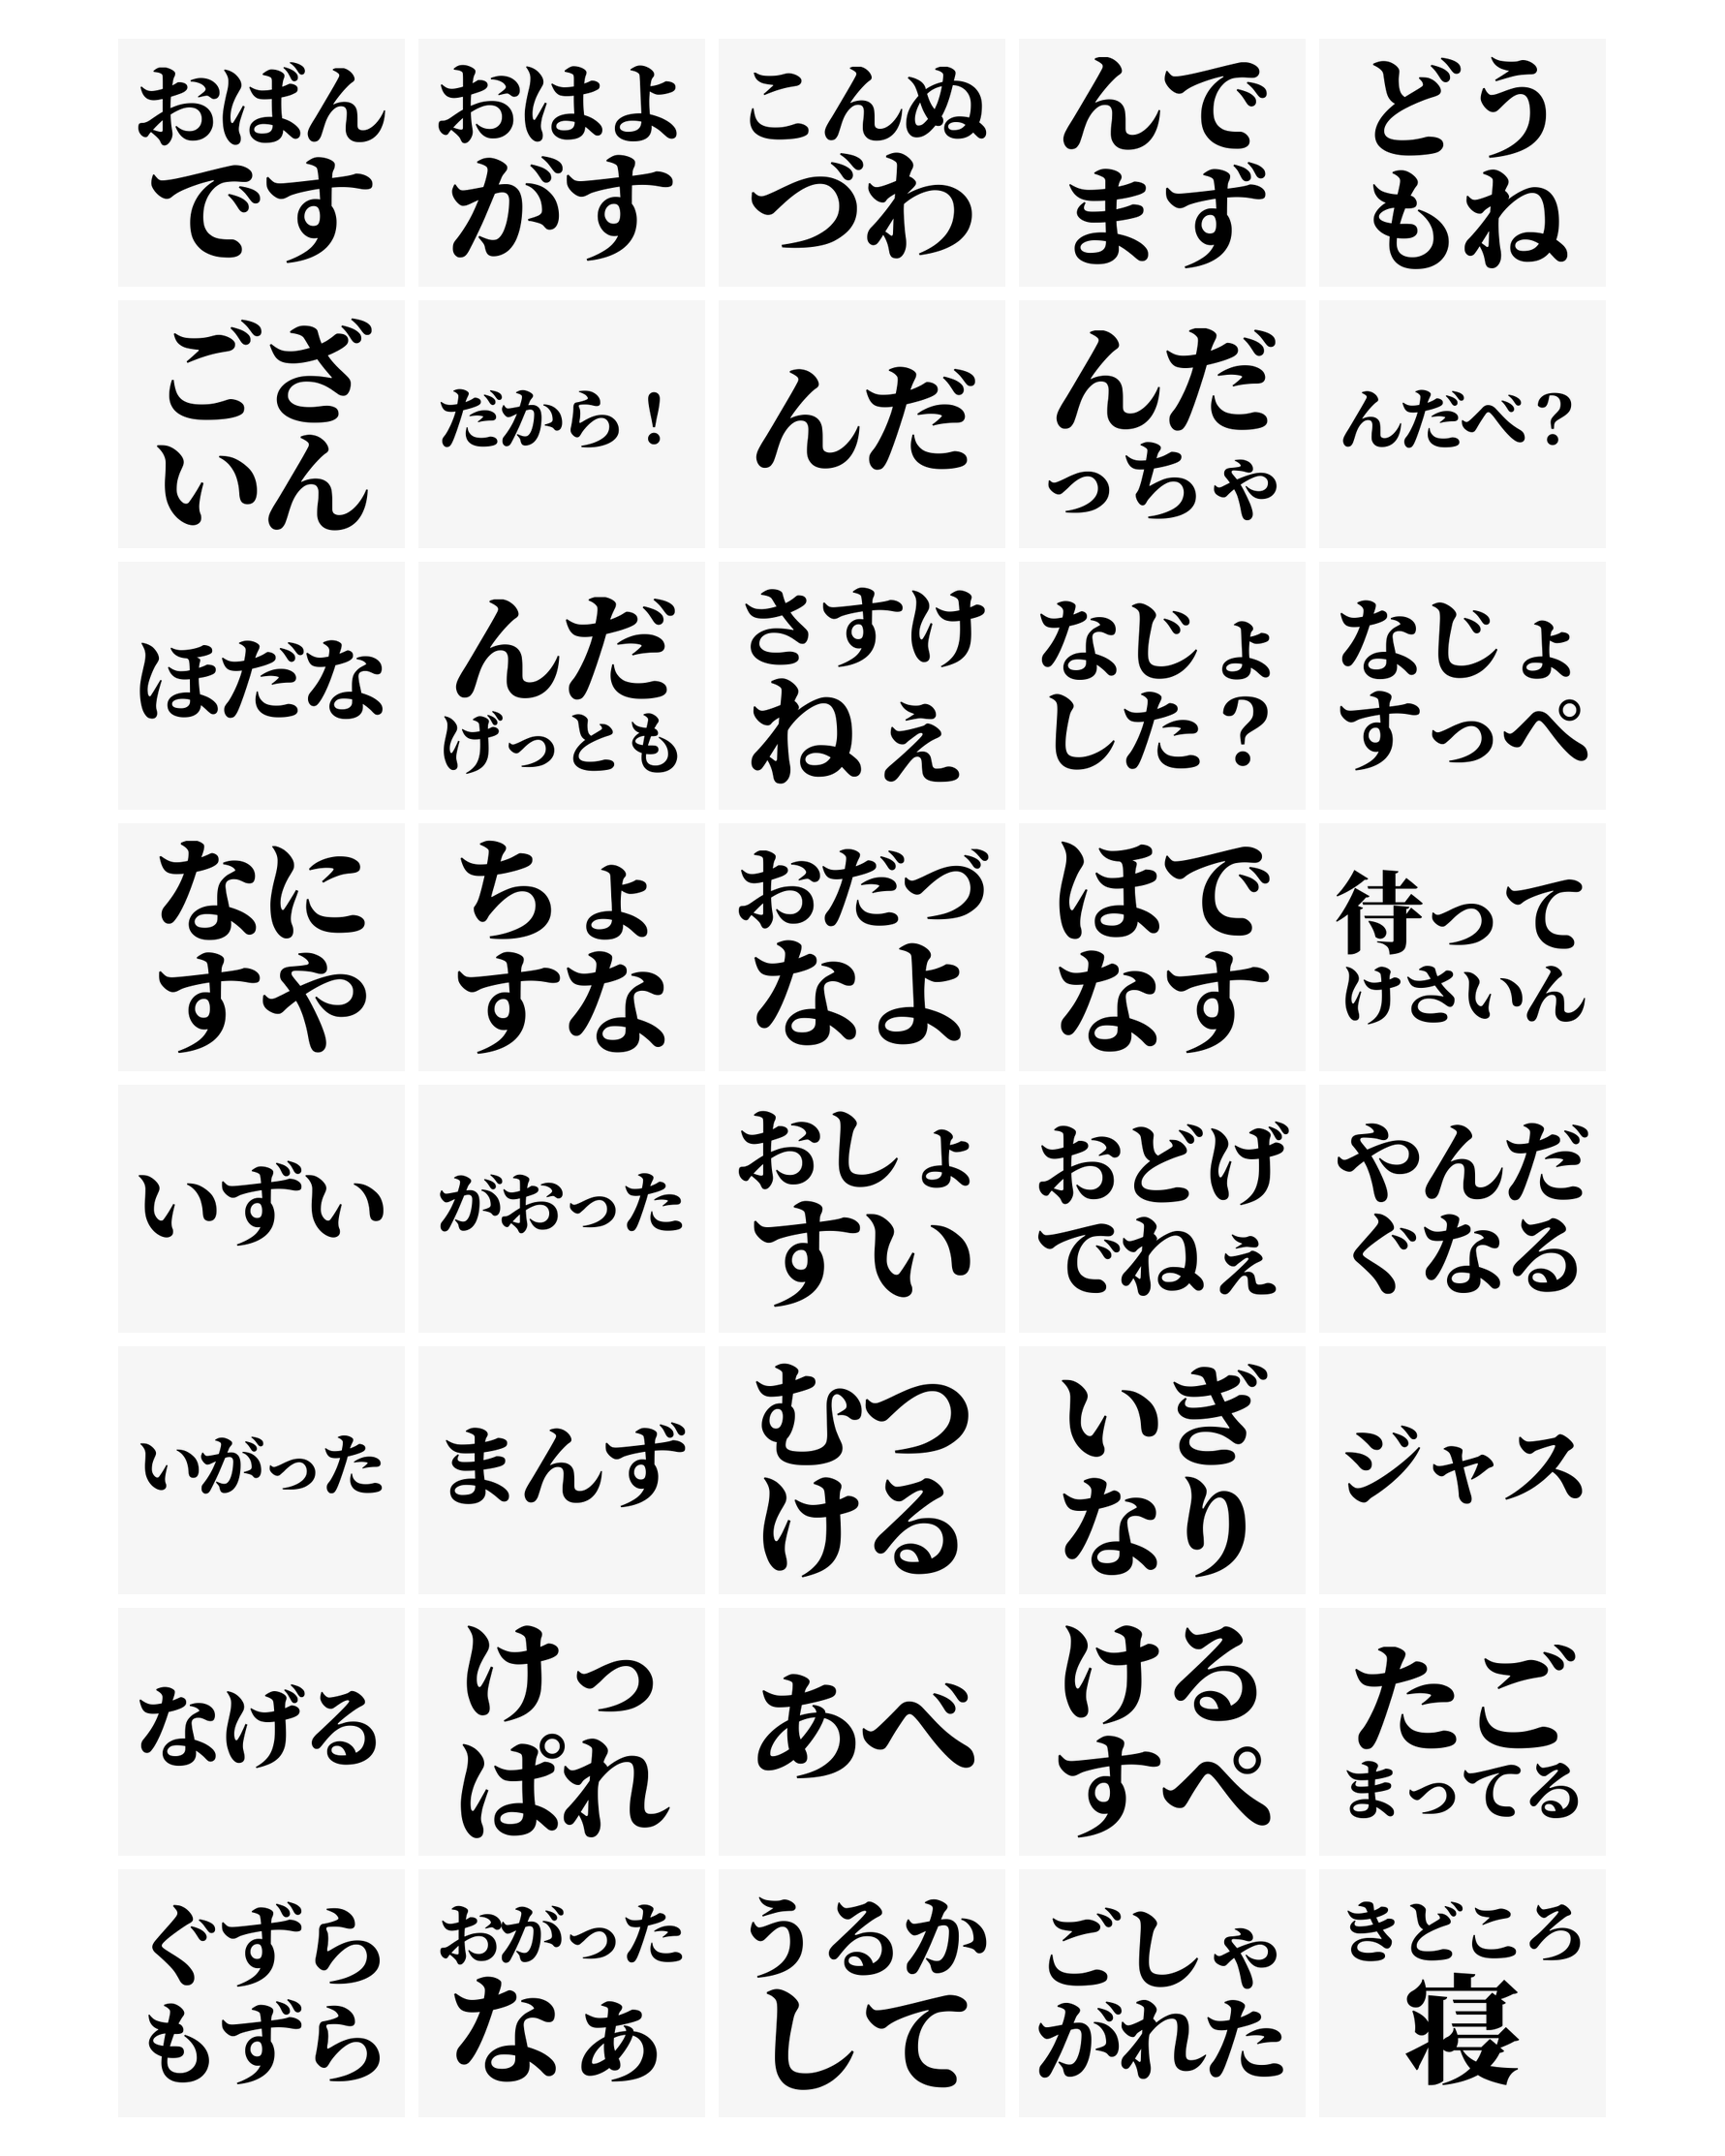 おばん
です
おはよ
がす
こんぬ
づわ
んで
まず
どう
もね
ござ
いん
だから！
んだ
んだ
っちゃ
んだべ？
ほだな
んだ
げっとも
さすけ
ねぇ
なじょ
した？
なじょ
すっぺ
なに
すや
ちょ
すな
おだづ
なよ
ほで
なす
待って
けさいん
いずい
がおった
おしょ
すい
おどげ
でねぇ
やんだ
ぐなる
いがった
まんず
むつ
ける
いぎ
なり
ジャス
なげる
けっ
ぱれ
あべ
ける
すぺ
たご
まってる
ぐずら
もずら
おがった
なぁ
うるか
して
ごしゃ
がれた
きどころ
寝